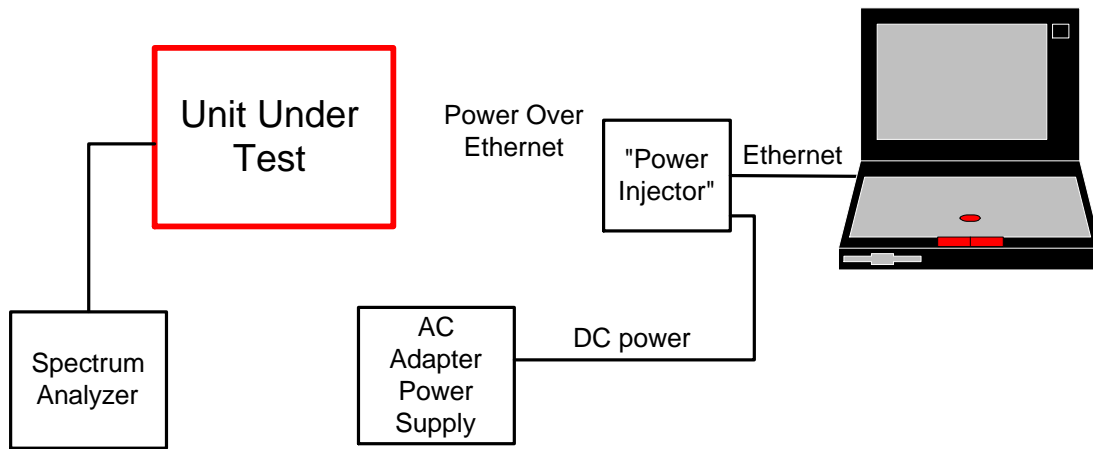 Unit Under
Test
Power Over
Ethernet
"Power
Injector"
Ethernet
Spectrum
Analyzer
AC
Adapter
Power
Supply
DC power